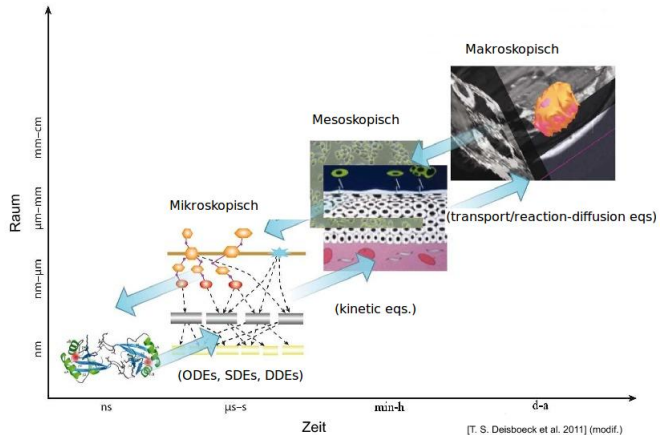 Makroskopisch
Mesoskopisch
Mikroskopisch
(transport/reaction-diffusion eqs)
(kinetic eqs.)
(ODEs, SDEs, DDEs)
Raum
mm–cm
µm–mm
nm–µm
nm
ns
µs–s
min-h
d-a
Zeit
[T. S. Deisboeck et al. 2011] (modif.)